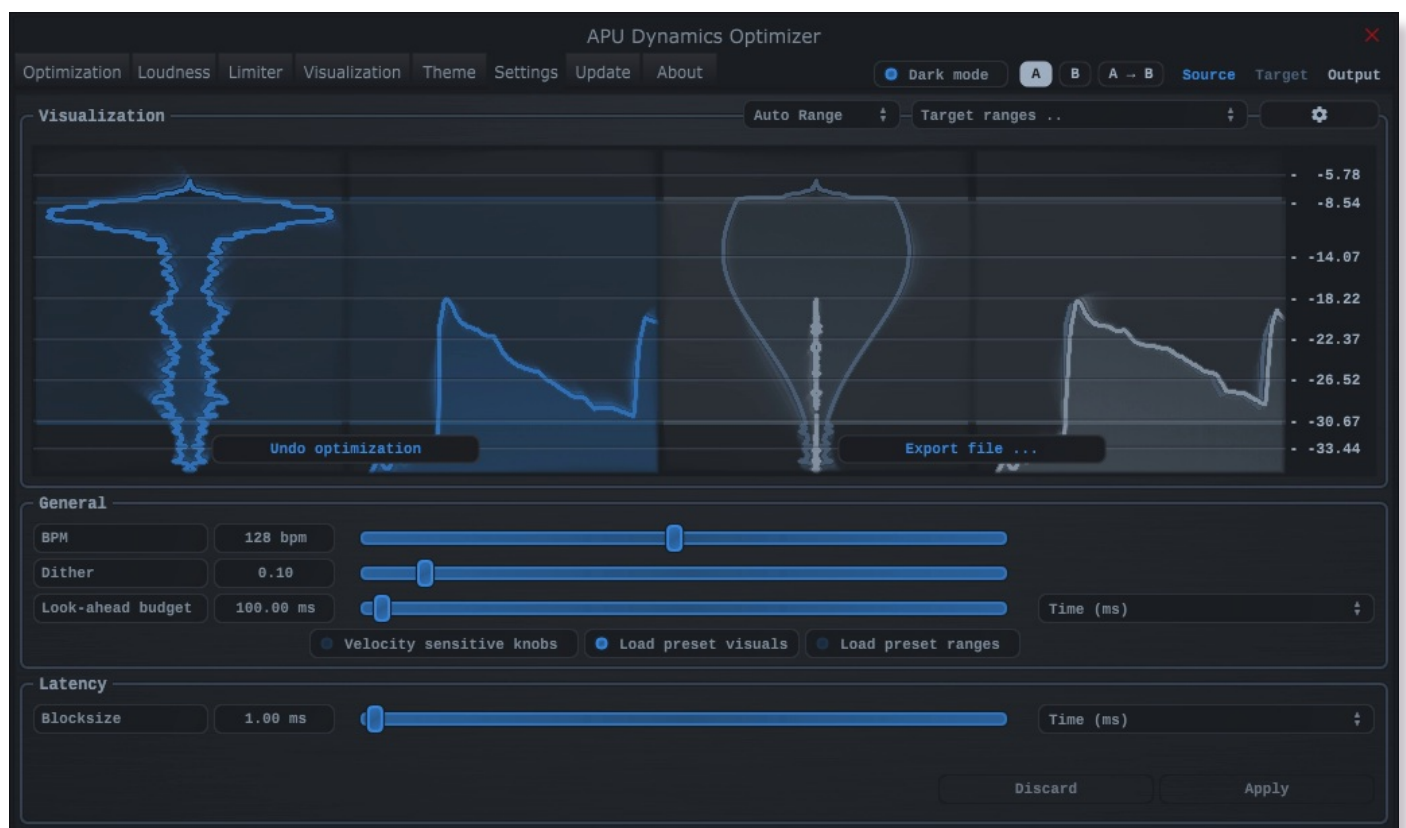 APU Dynamics Optimizer
Optimization Loudness Limiter Visualization Theme Settings Update About
Dark mode A B A → B Source Target Output
Visualization Auto Range Target ranges ..
- -5.78
- -8.54
- -14.07
- -18.22
- -22.37
- -26.52
- -30.67
- -33.44
Undo optimization Export file ...
General
BPM 128 bpm
Dither 0.10
Look-ahead budget 100.00 ms Time (ms)
Velocity sensitive knobs Load preset visuals Load preset ranges
Latency
Blocksize 1.00 ms Time (ms)
Discard Apply